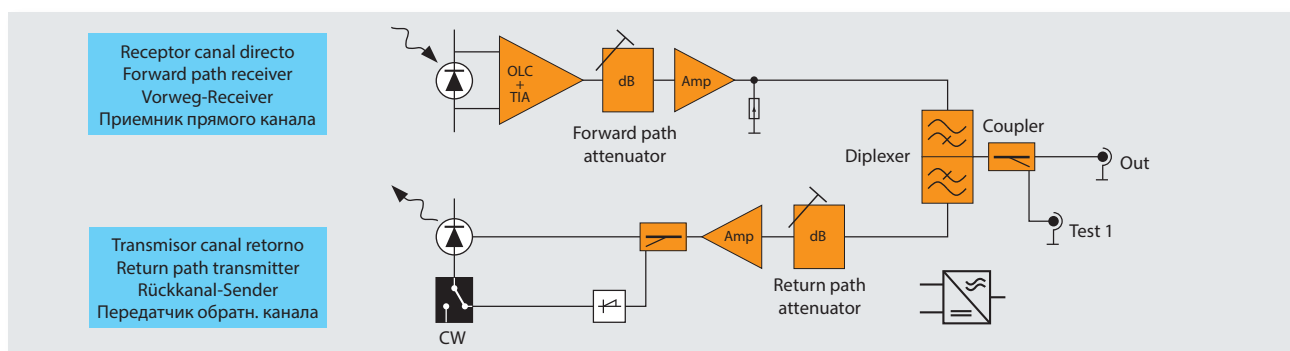 Receptor canal directo
Forward path receiver
Vorweg-Receiver
Приемник прямого канала
OLC
+
TIA
dB
Amp
Forward path
attenuator
Diplexer
Coupler
Out
Test 1
Transmisor canal retorno
Return path transmitter
Rückkanal-Sender
Передатчик обратн. канала
CW
Amp
dB
Return path
attenuator